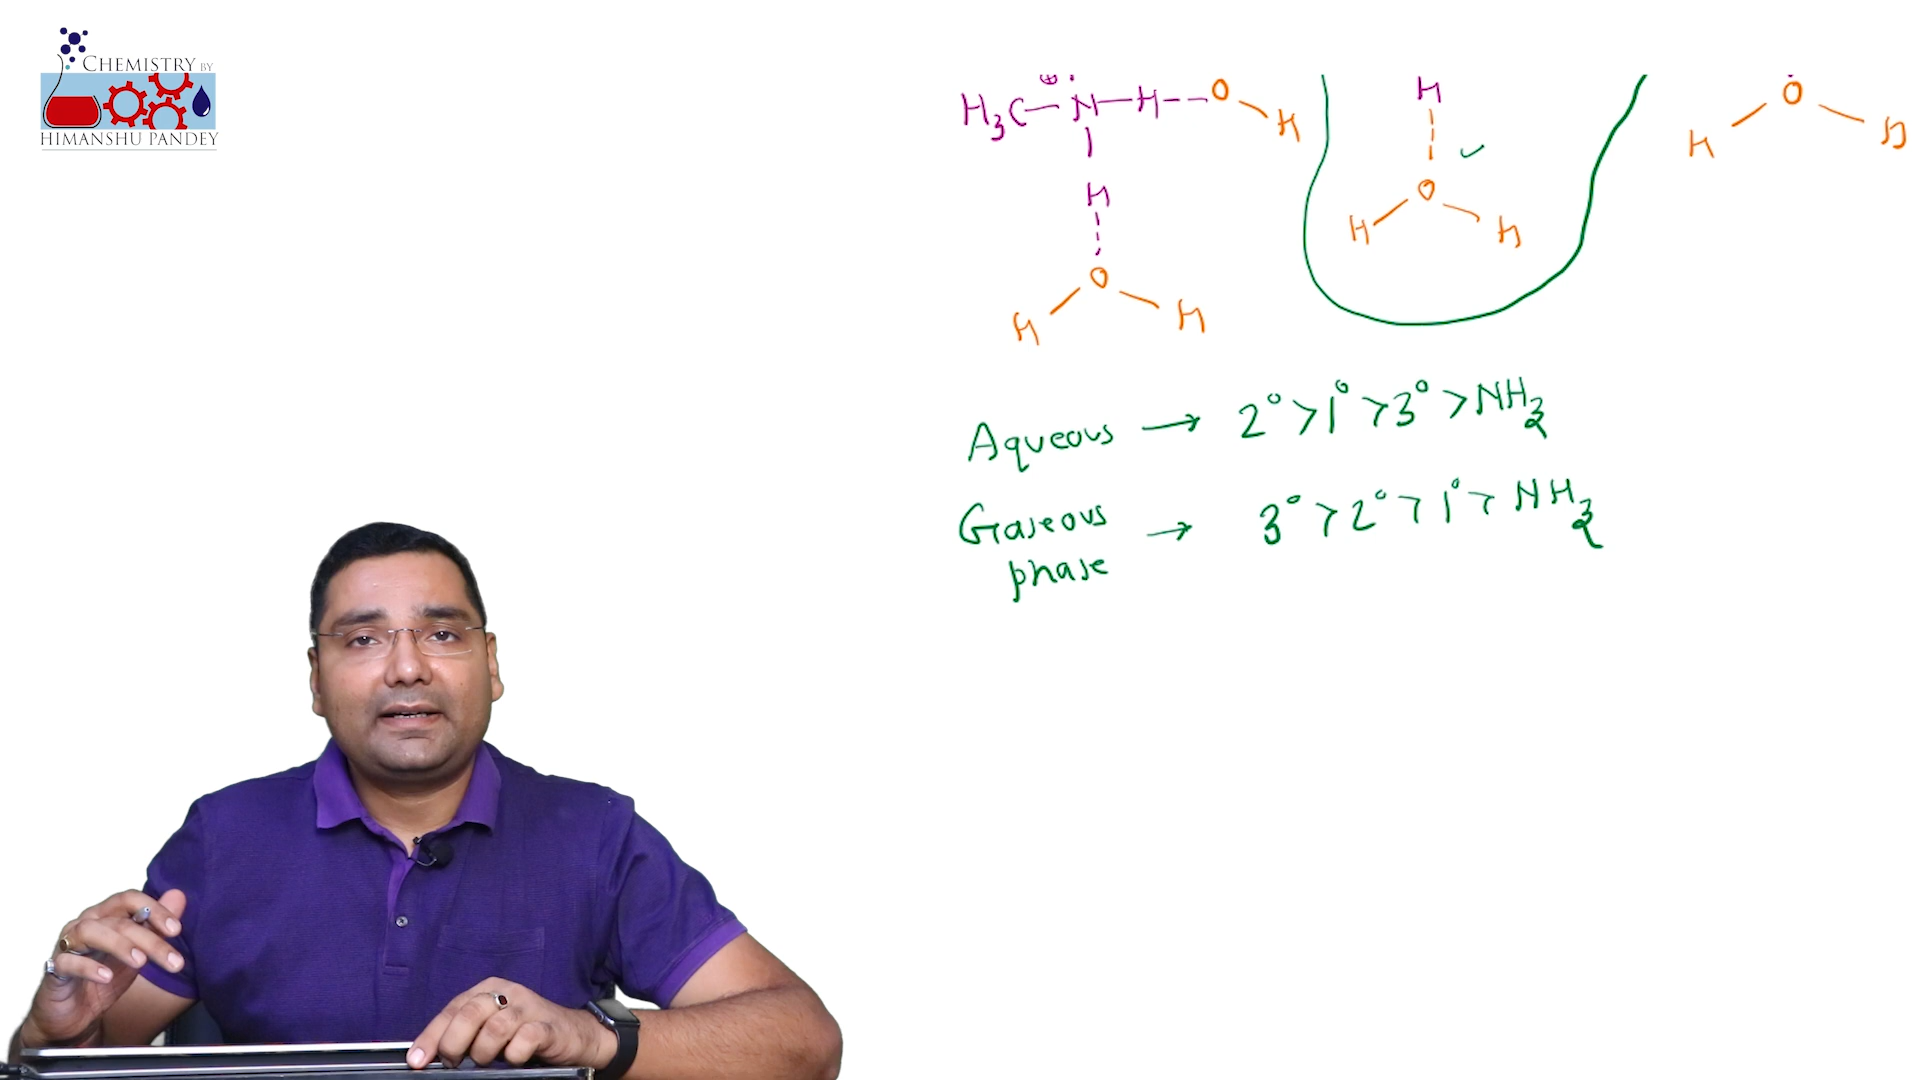 CHEMISTRY BY
HIMANSHU PANDEY
H₃C–N–H---O–H
H
O
H H
H
O
H H
O
H H
Aqueous → 2° > 1° > 3° > NH₃
Gaseous phase → 3° > 2° > 1° > NH₃